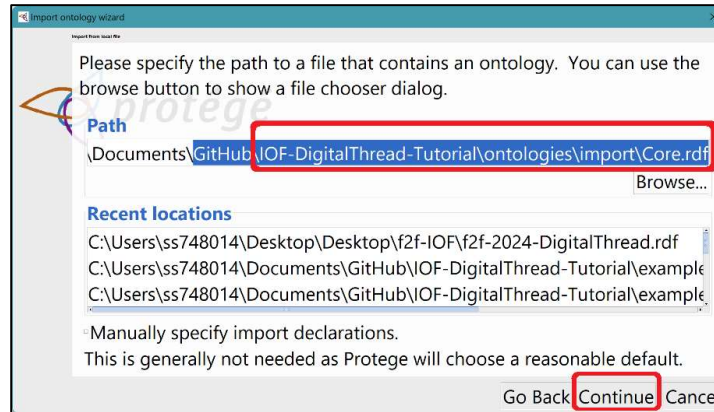 Import ontology wizard
Import from local file
Please specify the path to a file that contains an ontology. You can use the
browse button to show a file chooser dialog.
protege
Path
\Documents\GitHub\IOF-DigitalThread-Tutorial\ontologies\import\Core.rdf
Browse...
Recent locations
C:\Users\ss748014\Desktop\Desktop\f2f-IOF\f2f-2024-DigitalThread.rdf
C:\Users\ss748014\Documents\GitHub\IOF-DigitalThread-Tutorial\example
C:\Users\ss748014\Documents\GitHub\IOF-DigitalThread-Tutorial\example
Manually specify import declarations.
This is generally not needed as Protege will choose a reasonable default.
Go Back Continue Cance